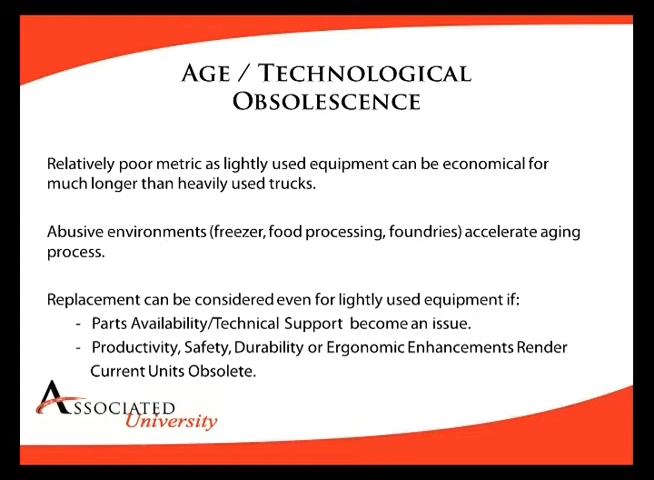 AGE / TECHNOLOGICAL
OBSOLESCENCE
Relatively poor metric as lightly used equipment can be economical for
much longer than heavily used trucks.
Abusive environments (freezer, food processing, foundries) accelerate aging
process.
Replacement can be considered even for lightly used equipment if:
- Parts Availability/Technical Support become an issue.
- Productivity, Safety, Durability or Ergonomic Enhancements Render
Current Units Obsolete.
ASSOCIATED
University